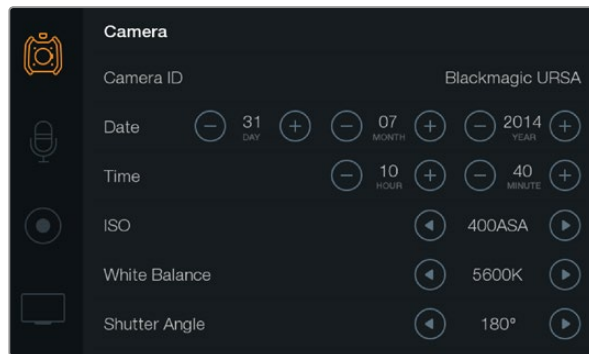 Camera
Camera ID Blackmagic URSA
Date 31 DAY 07 MONTH 2014 YEAR
Time 10 HOUR 40 MINUTE
ISO 400ASA
White Balance 5600K
Shutter Angle 180º